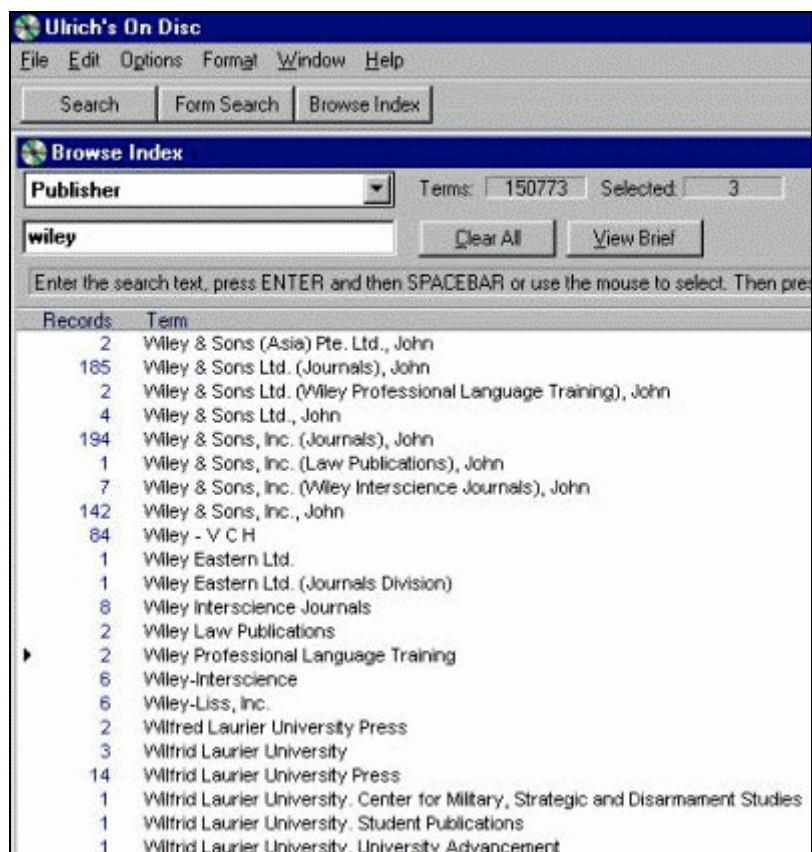 Ulrich's On Disc
File Edit Options Format Window Help
Search Form Search Browse Index
Browse Index
Publisher Terms: 150773 Selected: 3
wiley Clear All View Brief
Enter the search text, press ENTER and then SPACEBAR or use the mouse to select. Then pre
Records Term
2 Wiley & Sons (Asia) Pte. Ltd., John
185 Wiley & Sons Ltd. (Journals), John
2 Wiley & Sons Ltd. (Wiley Professional Language Training), John
4 Wiley & Sons Ltd., John
194 Wiley & Sons, Inc. (Journals), John
1 Wiley & Sons, Inc. (Law Publications), John
7 Wiley & Sons, Inc. (Wiley Interscience Journals), John
142 Wiley & Sons, Inc., John
84 Wiley - V C H
1 Wiley Eastern Ltd.
1 Wiley Eastern Ltd. (Journals Division)
8 Wiley Interscience Journals
2 Wiley Law Publications
2 Wiley Professional Language Training
6 Wiley-Interscience
6 Wiley-Liss, Inc.
2 Wilfred Laurier University Press
3 Wilfrid Laurier University
14 Wilfrid Laurier University Press
1 Wilfrid Laurier University. Center for Military, Strategic and Disarmament Studies
1 Wilfrid Laurier University. Student Publications
1 Wilfrid Laurier University. University Advancement